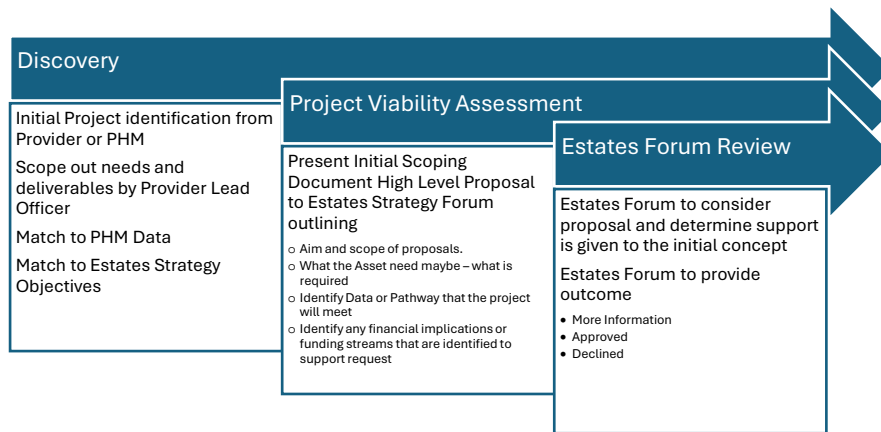 Discovery
Initial Project identification from
Provider or PHM
Scope out needs and
deliverables by Provider Lead
Officer
Match to PHM Data
Match to Estates Strategy
Objectives
Project Viability Assessment
Present Initial Scoping
Document High Level Proposal
to Estates Strategy Forum
outlining
o Aim and scope of proposals.
o What the Asset need maybe – what is
required
o Identify Data or Pathway that the project
will meet
o Identify any financial implications or
funding streams that are identified to
support request
Estates Forum Review
Estates Forum to consider
proposal and determine support
is given to the initial concept
Estates Forum to provide
outcome
• More Information
• Approved
• Declined